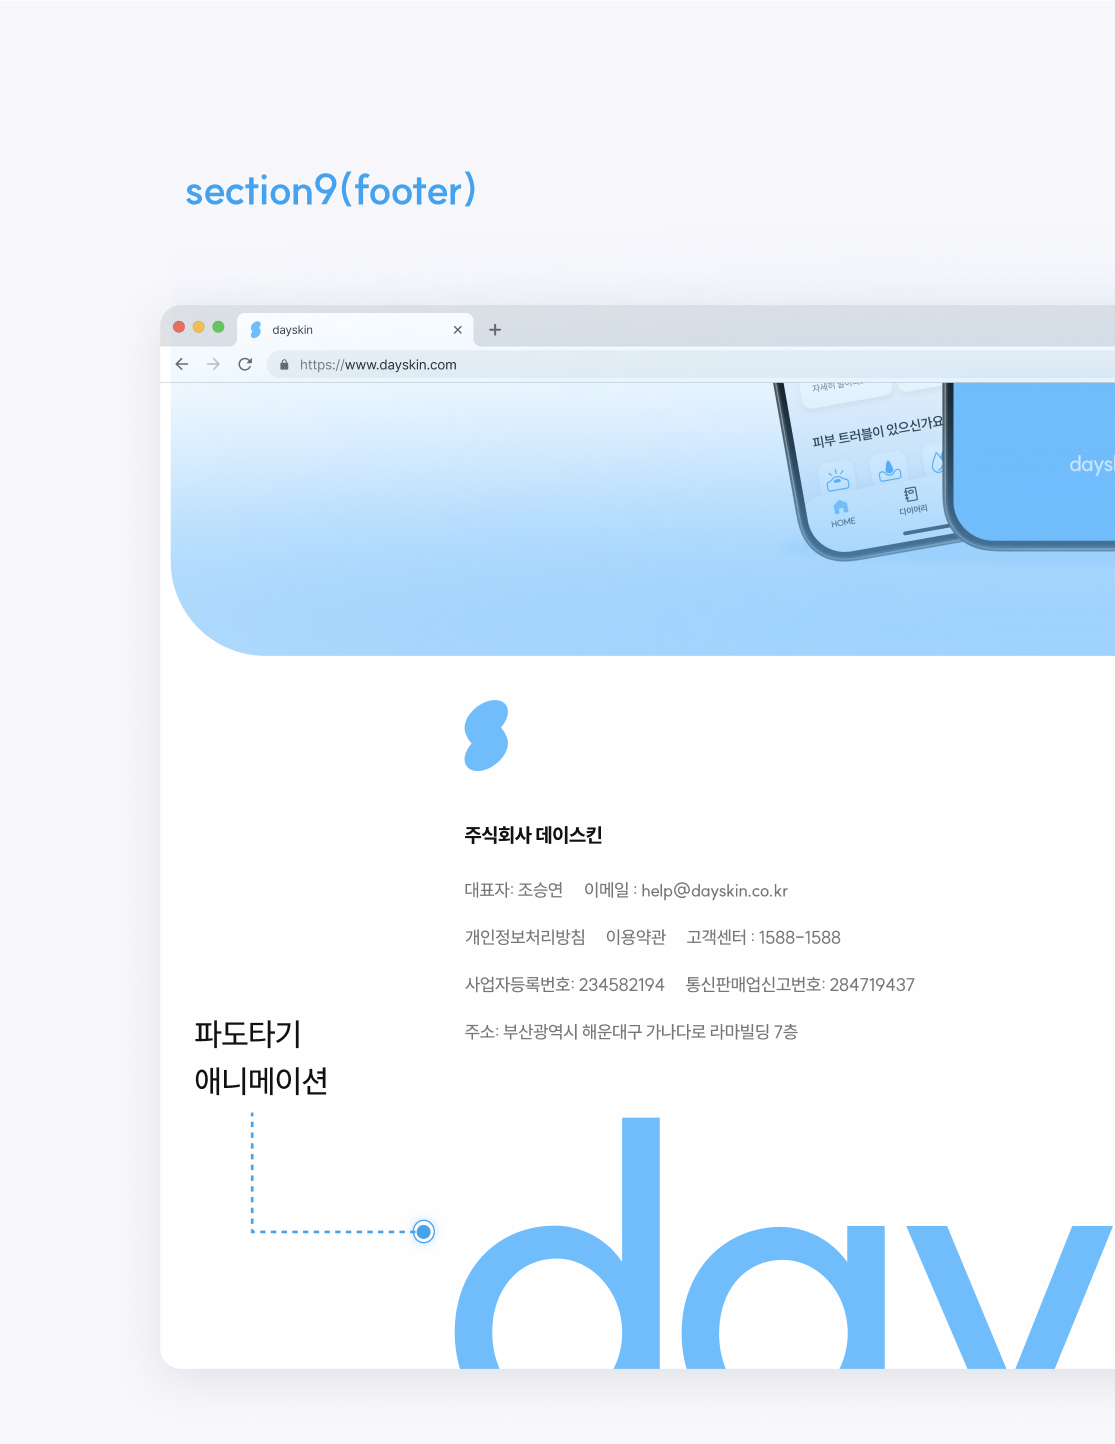 section9(footer)
dayskin
https://www.dayskin.com
자세히
피부 트러블이 있으신가요
HOME
다이어리
주식회사 데이스킨
대표자: 조승연 이메일 : help@dayskin.co.kr
개인정보처리방침 이용약관 고객센터 : 1588-1588
사업자등록번호: 234582194 통신판매업신고번호: 284719437
주소: 부산광역시 해운대구 가나다로 라마빌딩 7층
파도타기
애니메이션
day